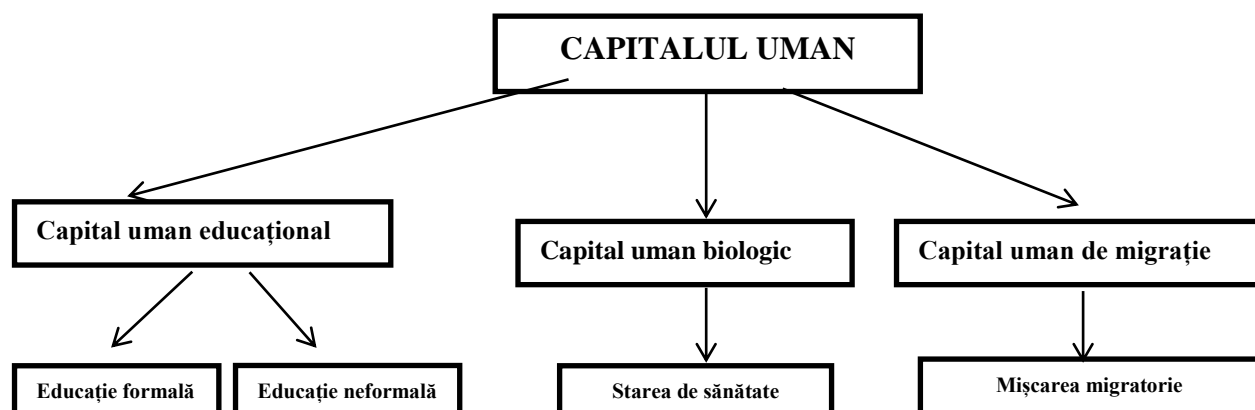 CAPITALUL UMAN
Capital uman educațional
Capital uman biologic
Capital uman de migrație
Educație formală
Educație neformală
Starea de sănătate
Mișcarea migratorie